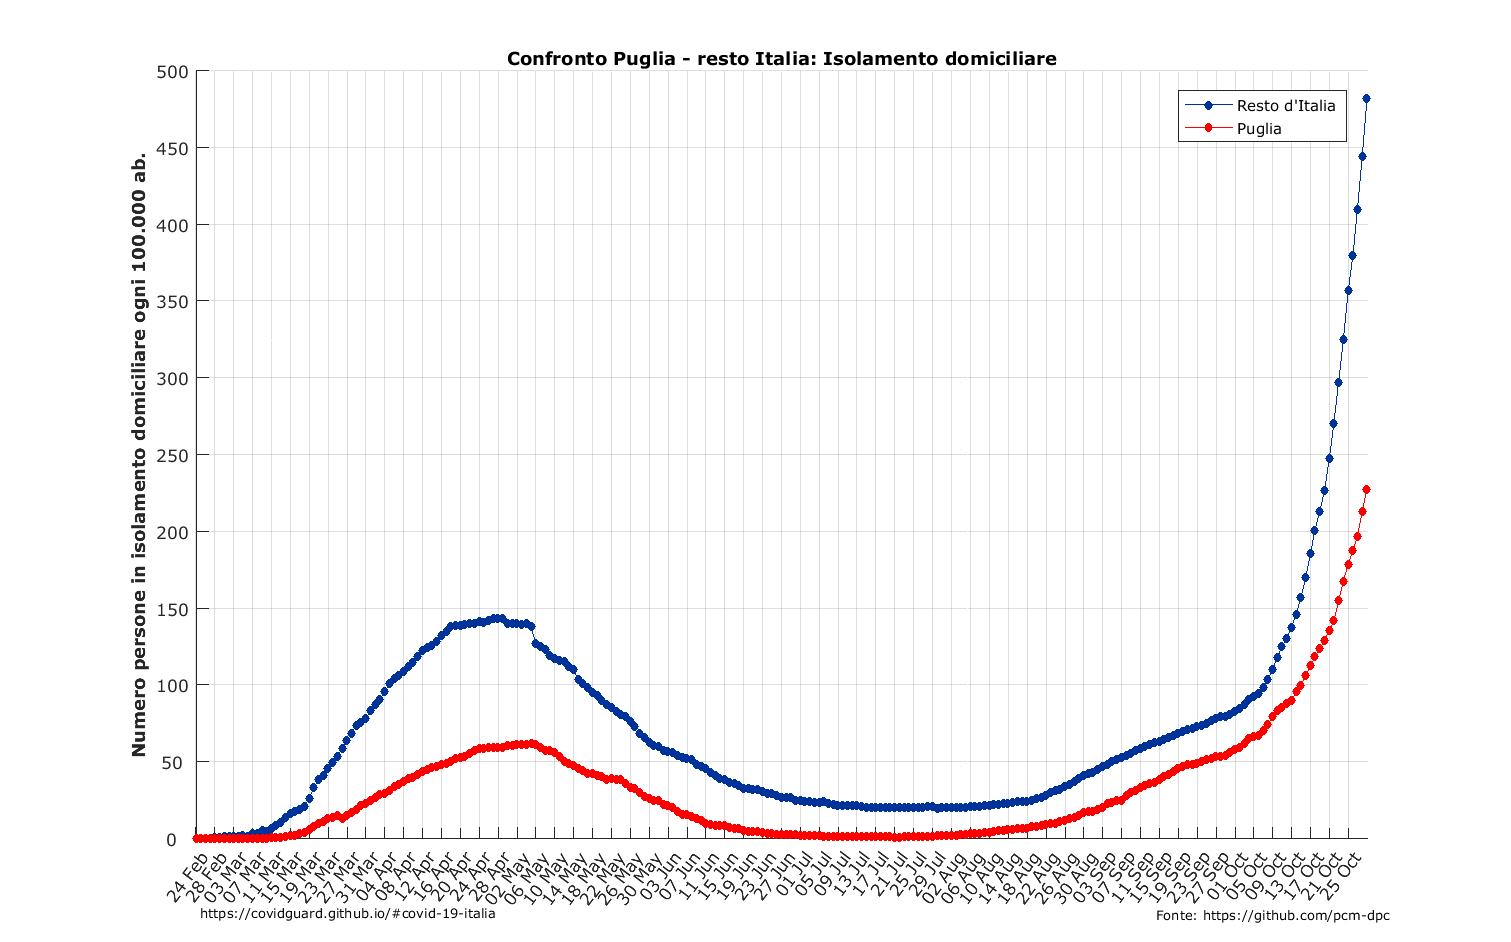 Confronto Puglia - resto Italia: Isolamento domiciliare
Resto d'Italia
Puglia
Numero persone in isolamento domiciliare ogni 100.000 ab.
500
450
400
350
300
250
200
150
100
50
0
24 Feb
28 Feb
03 Mar
07 Mar
11 Mar
15 Mar
19 Mar
23 Mar
27 Mar
31 Mar
04 Apr
08 Apr
12 Apr
16 Apr
20 Apr
24 Apr
28 Apr
02 May
06 May
10 May
14 May
18 May
22 May
26 May
30 May
03 Jun
07 Jun
11 Jun
15 Jun
19 Jun
23 Jun
27 Jun
01 Jul
05 Jul
09 Jul
13 Jul
17 Jul
21 Jul
25 Jul
29 Jul
02 Aug
06 Aug
10 Aug
14 Aug
18 Aug
22 Aug
26 Aug
30 Aug
03 Sep
07 Sep
11 Sep
15 Sep
19 Sep
23 Sep
27 Sep
01 Oct
05 Oct
09 Oct
13 Oct
17 Oct
21 Oct
25 Oct
https://covidguard.github.io/#covid-19-italia
Fonte: https://github.com/pcm-dpc